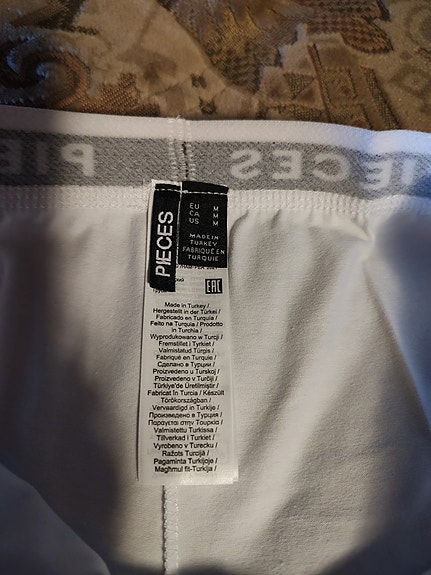 PIECES
PIECES
EU M
CA M
US M
MADE IN
TURKEY
FABRIQUÉ EN
TURQUIE
EAC
Made in Turkey /
Hergestellt in der Türkei /
Fabricado en Turquía /
Feito na Turquia / Prodotto
in Turchia /
Wyprodukowano w Turcji /
Fremstillet i Tyrkiet /
Valmistatud Türgis /
Fabriqué en Turquie /
Сделано в Турции /
Proizvedeno u Turskoj /
Proizvedeno v Turčiji /
Türkiye'de Üretilmiştir /
Fabricat în Turcia / Készült
Törökországban /
Vervaardigd in Turkije /
Произведено в Турция /
Παράγεται στην Τουρκία /
Valmistettu Turkissa /
Tillverkad i Turkiet /
Vyrobeno v Turecku /
Ražots Turcijā /
Pagaminta Turkijoje /
Magħmul fit-Turkija /